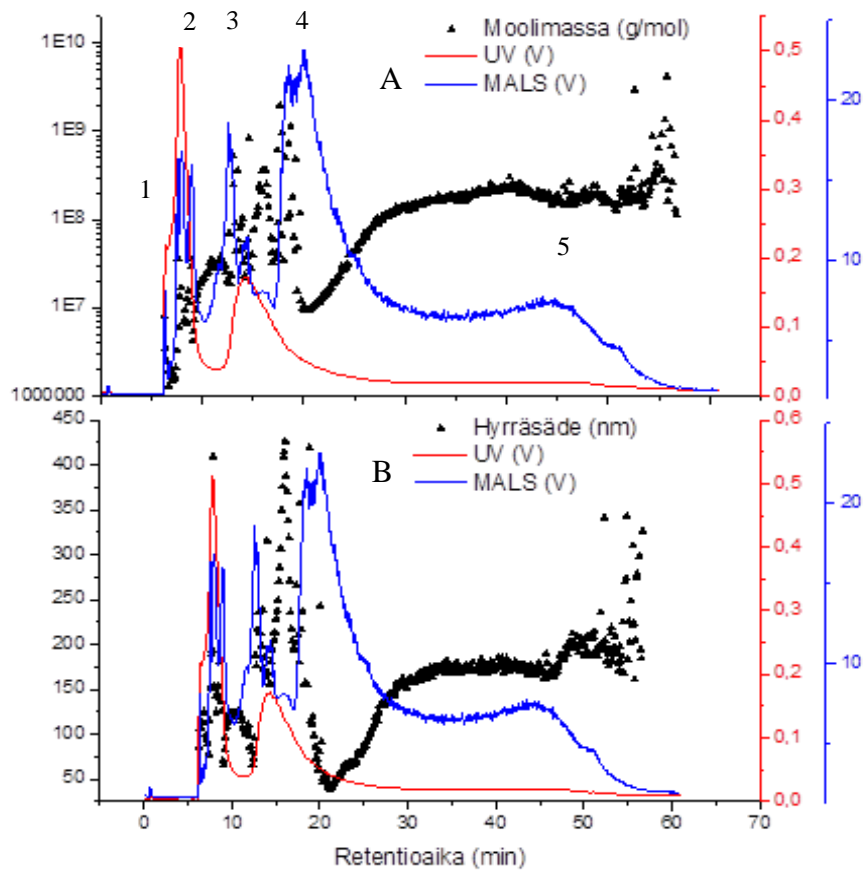 2 3 4
1E10
1E9
1E8
1E7
1000000
Moolimassa (g/mol)
UV (V)
MALS (V)
A
1
5
0,5
0,4
0,3
0,2
0,1
0,0
20
10
450
400
350
300
250
200
150
100
50
Hyrräsäde (nm)
UV (V)
MALS (V)
B
0,6
0,5
0,4
0,3
0,2
0,1
0,0
20
10
0 10 20 30 40 50 60 70
Retentioaika (min)